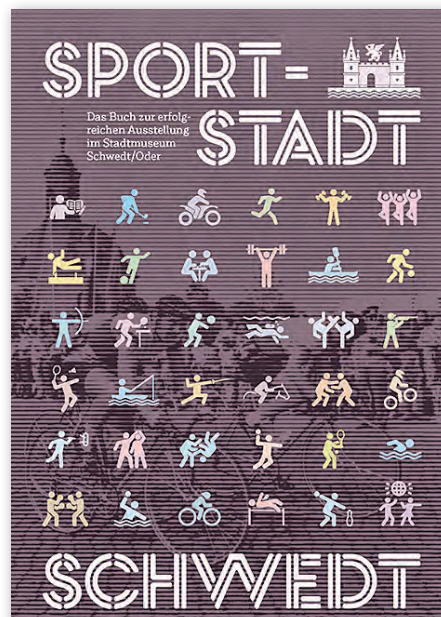 SPORT-
STADT
Das Buch zur erfolg-
reichen Ausstellung
im Stadtmuseum
Schwedt/Oder
SCHWEDT